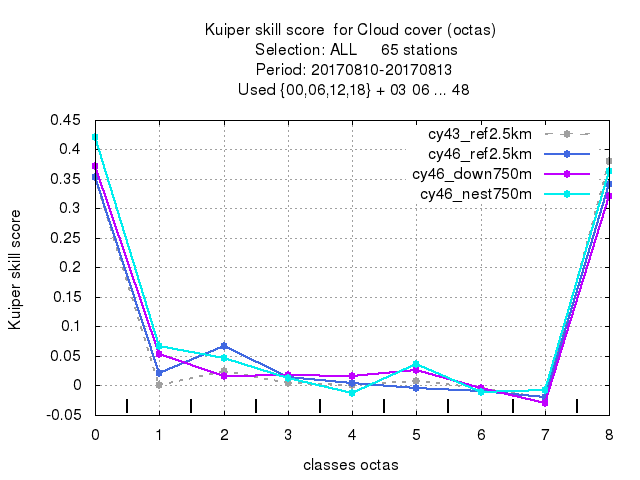 Kuiper skill score  for Cloud cover (octas)
Selection: ALL     65 stations
Period: 20170810-20170813
Used {00,06,12,18} + 03 06 ... 48
cy43_ref2.5km
cy46_ref2.5km
cy46_down750m
cy46_nest750m
0.45
0.4
0.35
0.3
0.25
0.2
0.15
0.1
0.05
0
-0.05
Kuiper skill score
0 1 2 3 4 5 6 7 8
classes octas